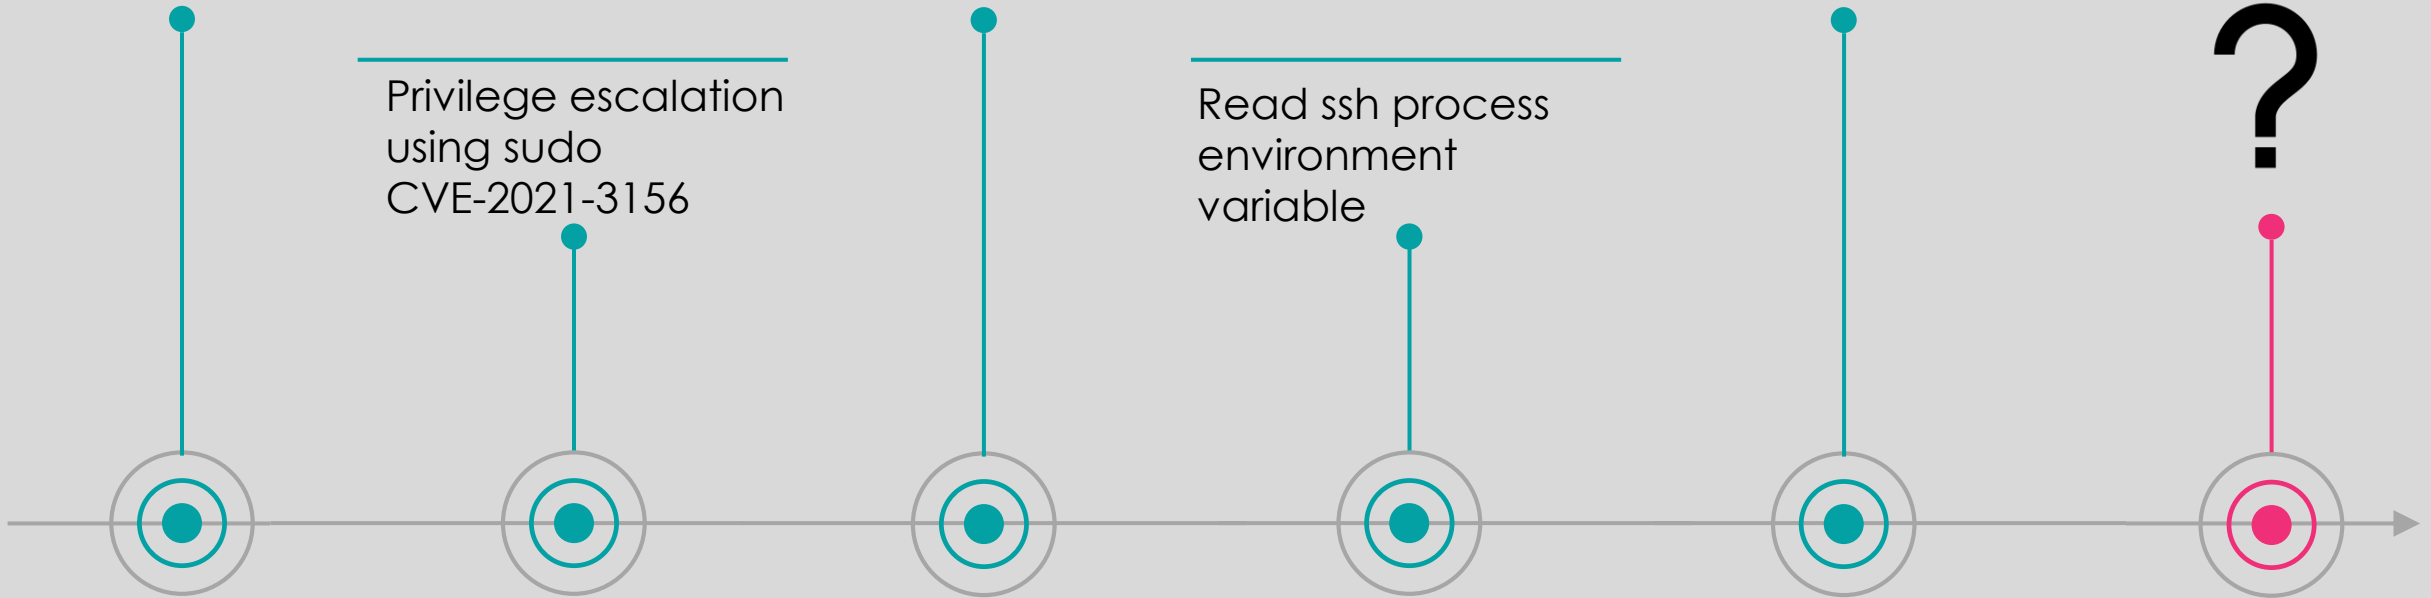 Privilege escalation
using sudo
CVE-2021-3156
Read ssh process
environment
variable
?